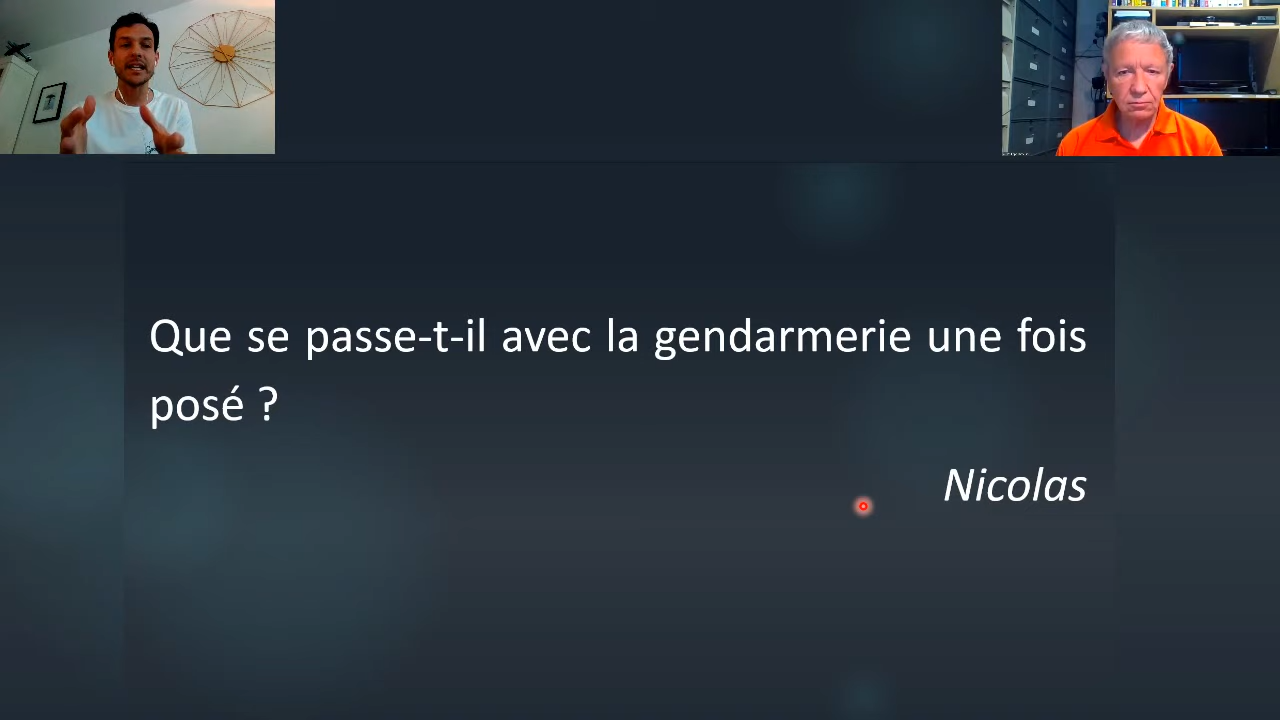 Que se passe-t-il avec la gendarmerie une fois
posé ?
Nicolas